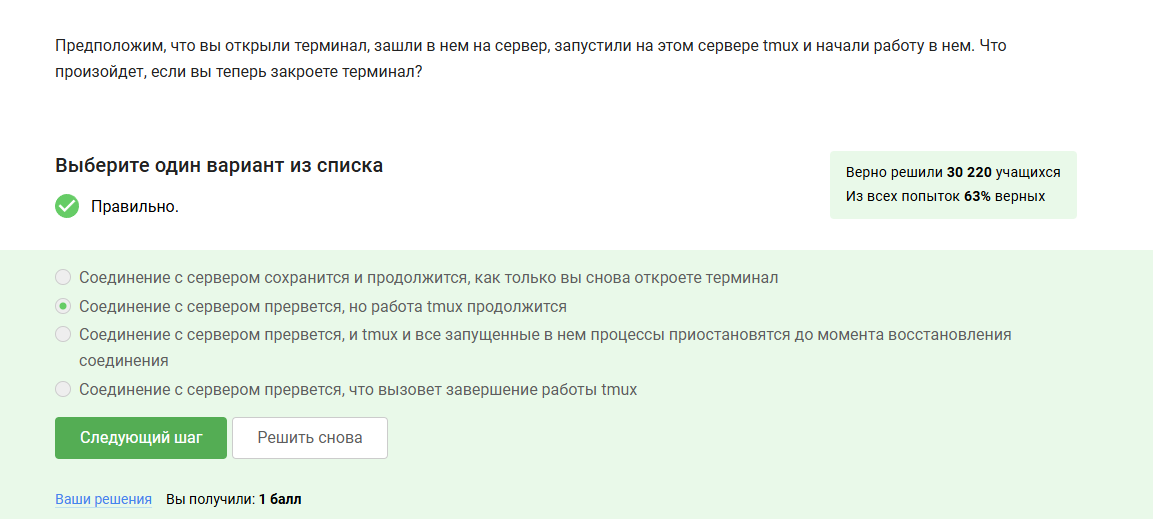 Предположим, что вы открыли терминал, зашли в нем на сервер, запустили на этом сервере tmux и начали работу в нем. Что
произойдет, если вы теперь закроете терминал?
Выберите один вариант из списка
Верно решили 30 220 учащихся
Из всех попыток 63% верных
Правильно.
Соединение с сервером сохранится и продолжится, как только вы снова откроете терминал
Соединение с сервером прервется, но работа tmux продолжится
Соединение с сервером прервется, и tmux и все запущенные в нем процессы приостановятся до момента восстановления
соединения
Соединение с сервером прервется, что вызовет завершение работы tmux
Следующий шаг
Решить снова
Ваши решения Вы получили: 1 балл